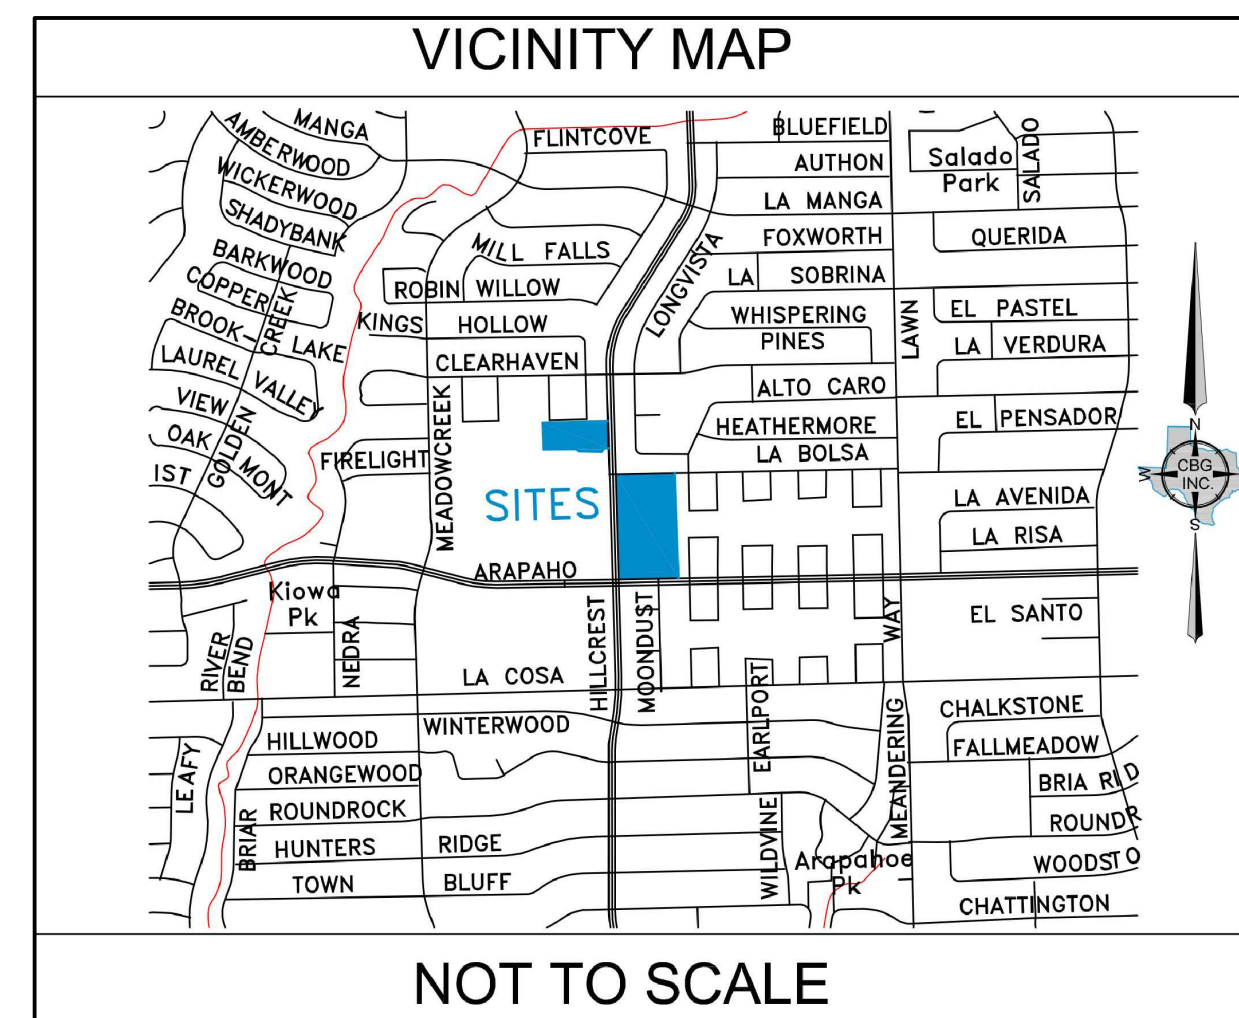 VICINITY MAP
MANGA
AMBERWOOD
WICKERWOOD
SHADYBANK
BARKWOOD
COPPER
CREEK
BROOK-
LAKE
LAUREL
VALLEY
VIEW
GOLDEN
OAK
MONT
IST
FLINTCOVE
MILL FALLS
ROBIN WILLOW
KINGS HOLLOW
CLEARHAVEN
MEADOWCREEK
FIRELIGHT
LONGVISTA
BLUEFIELD
AUTHON
LA MANGA
FOXWORTH
LA SOBRINA
WHISPERING
PINES
LAWN
ALTO CARO
HEATHERMORE
LA BOLSA
Salado
Park
SALADO
QUERIDA
EL PASTEL
LA VERDURA
EL PENSADOR
LA AVENIDA
LA RISA
EL SANTO
N
W
CBG
INC.
S
SITES
ARAPAHO
Kiowa
Pk
RIVER
BEND
NEDRA
LA COSA
HILLCREST
MOONDUST
WAY
EARLPORT
MEANDERING
WINTERWOOD
HILLWOOD
ORANGEWOOD
ROUNDROCK
HUNTERS RIDGE
TOWN BLUFF
LEAFY
BRIAR
WILDVINE
Arapahoe
Pk
CHALKSTONE
FALLMEADOW
BRIA RI D
ROUNDR
WOODSTO
CHATTINGTON
NOT TO SCALE